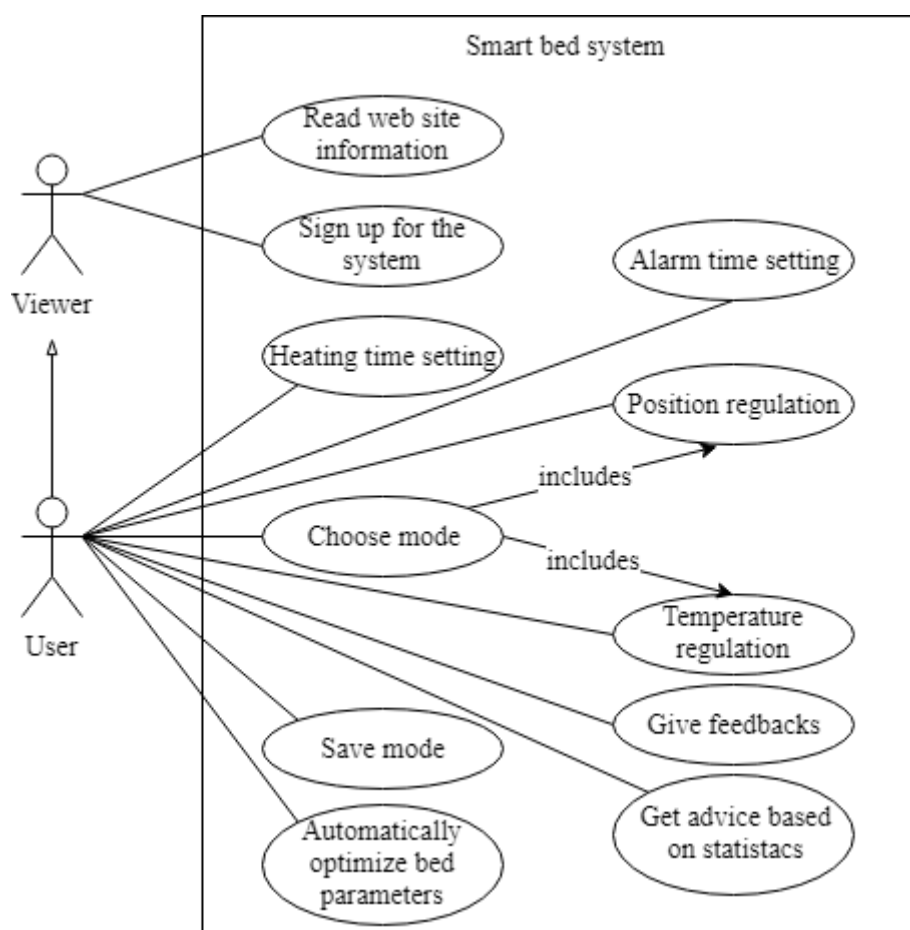 Smart bed system
Read web site
information
Sign up for the
system
Viewer
Alarm time setting
Heating time setting
Position regulation
includes
Choose mode
includes
Temperature
regulation
User
Give feedbacks
Save mode
Get advice based
on statistacs
Automatically
optimize bed
parameters